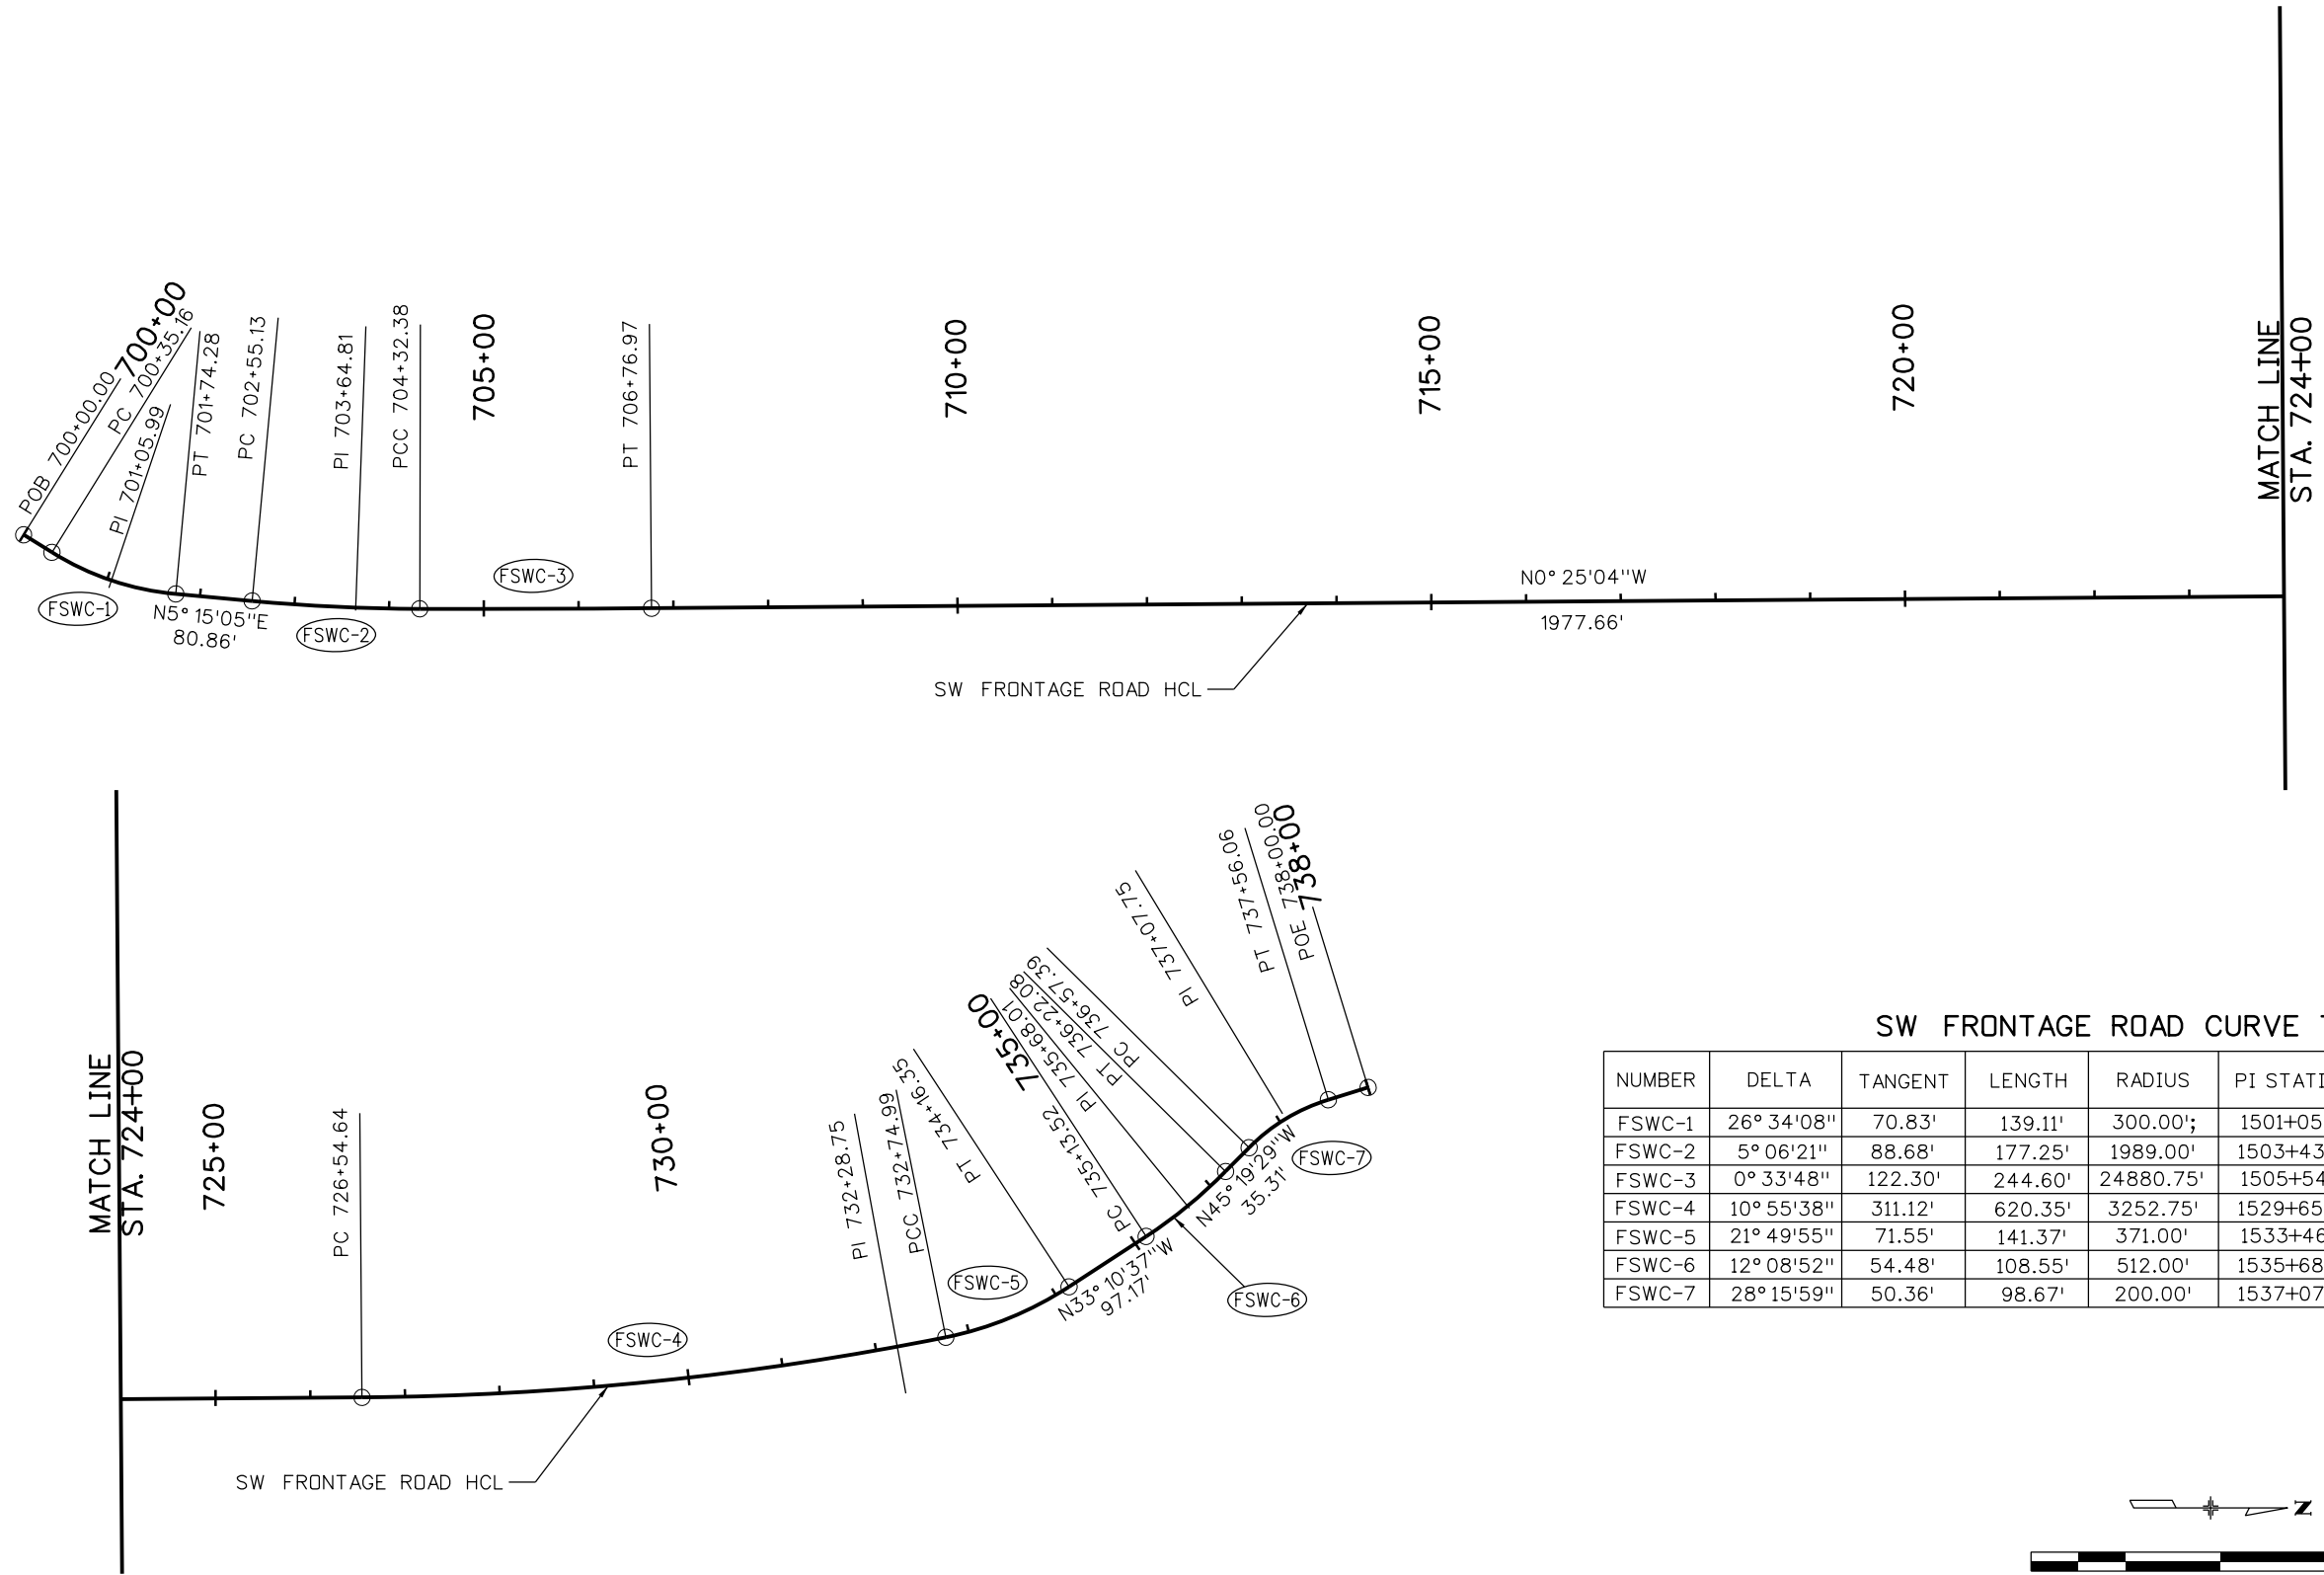 POB 700+00.00
700+00
PC 700+35.16
PI 701+05.99
PT 701+74.28
PC 702+55.13
PI 703+64.81
PCC 704+32.38
705+00
PT 706+76.97
710+00
715+00
720+00
MATCH LINE
STA. 724+00
FSWC-1
N5° 15'05"E
80.86'
FSWC-2
FSWC-3
N0° 25'04"W
1977.66'
SW FRONTAGE ROAD HCL
MATCH LINE
STA. 724+00
725+00
PC 726+54.64
730+00
PI 732+28.75
PCC 732+74.99
PT 734+16.35
735+00
PC 735+13.52
PI 735+68.01
PT 736+22.08
PC 736+57.39
PI 737+07.75
PT 737+56.06
POE 738+00.00
738+00
FSWC-4
FSWC-5
N33° 10'37"W
97.17'
FSWC-6
N45° 19'29"W
35.31'
FSWC-7
SW FRONTAGE ROAD HCL
SW FRONTAGE ROAD CURVE
NUMBER DELTA TANGENT LENGTH RADIUS PI STATI
FSWC-1 26° 34'08" 70.83' 139.11' 300.00'; 1501+05
FSWC-2 5° 06'21" 88.68' 177.25' 1989.00' 1503+43
FSWC-3 0° 33'48" 122.30' 244.60' 24880.75' 1505+54
FSWC-4 10° 55'38" 311.12' 620.35' 3252.75' 1529+65
FSWC-5 21° 49'55" 71.55' 141.37' 371.00' 1533+46
FSWC-6 12° 08'52" 54.48' 108.55' 512.00' 1535+68
FSWC-7 28° 15'59" 50.36' 98.67' 200.00' 1537+07
N